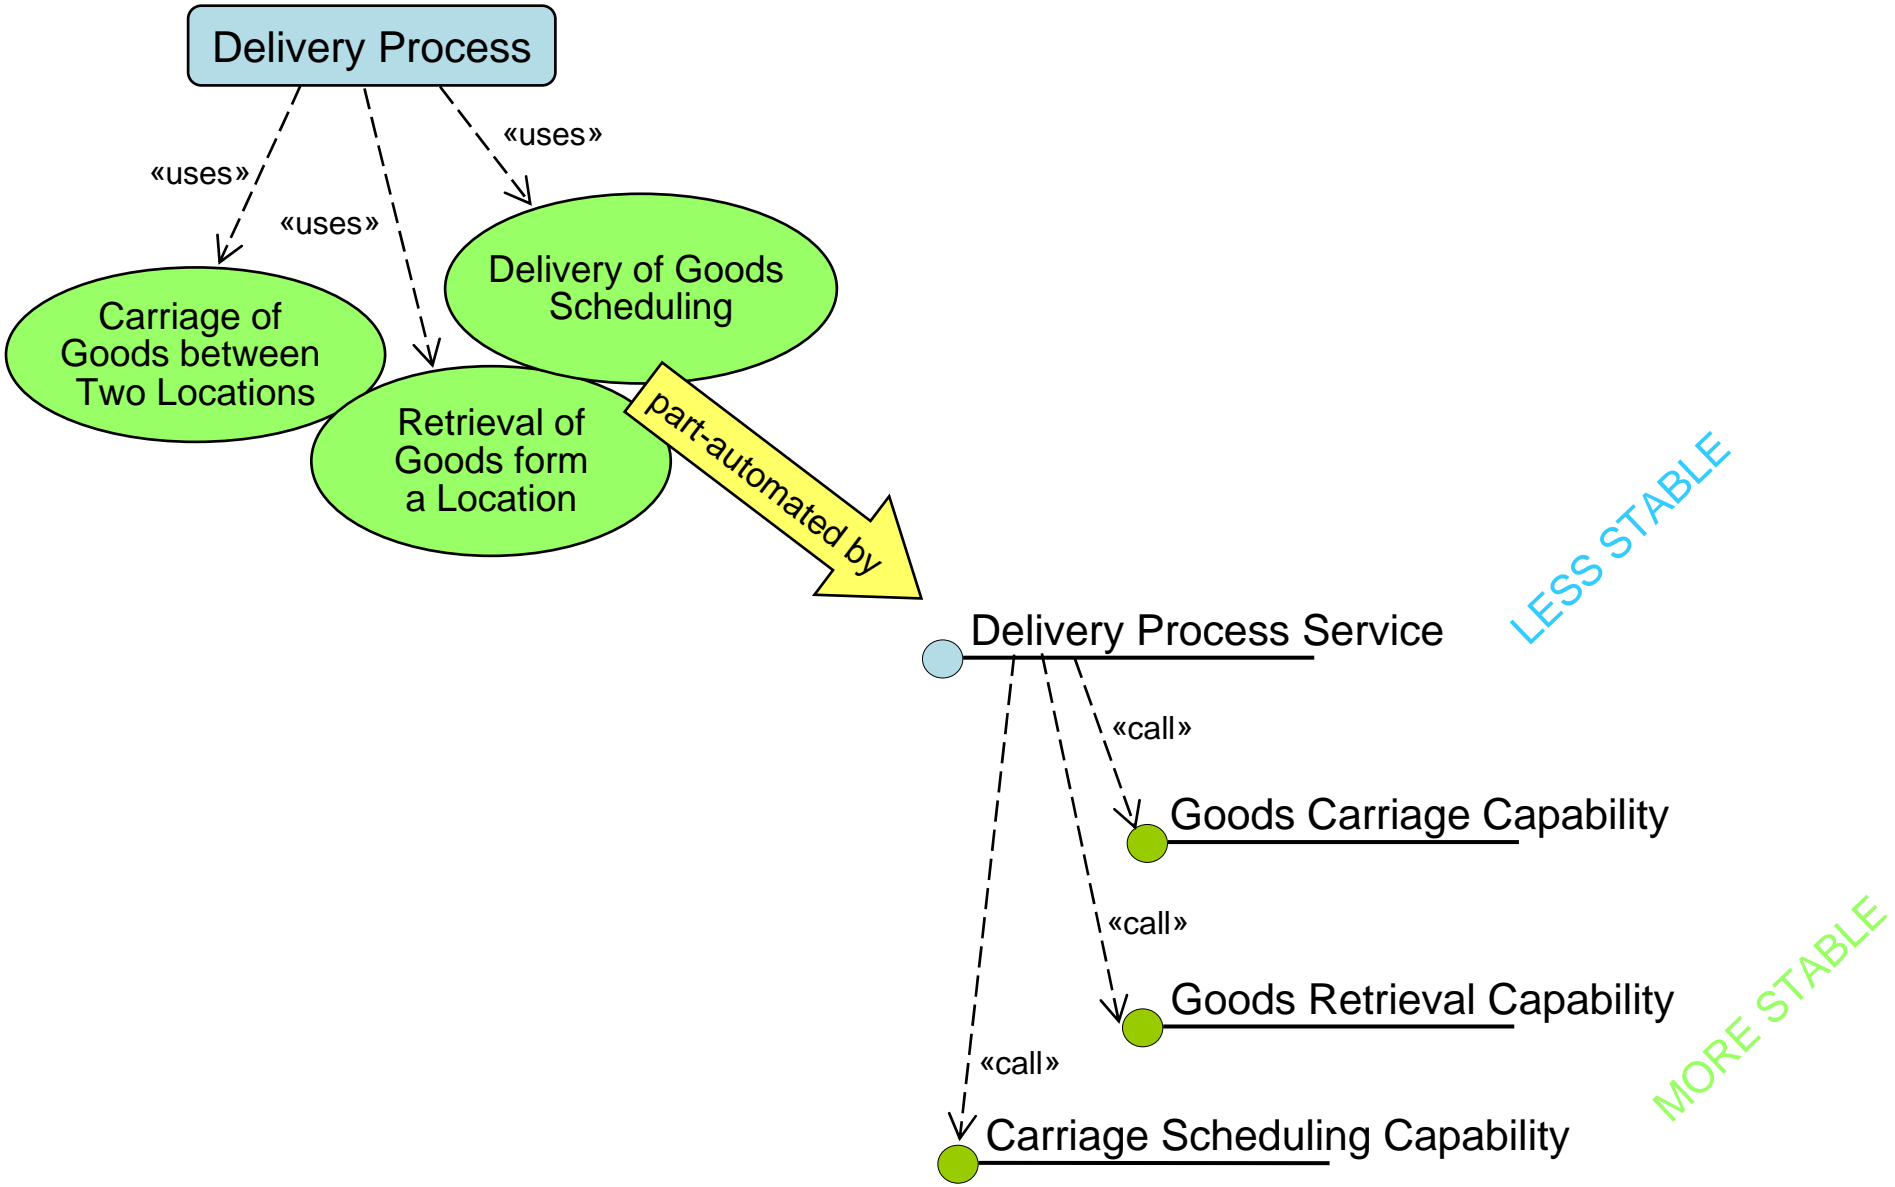 Delivery Process
«uses»
«uses»
«uses»
Delivery of Goods
Scheduling
Carriage of
Goods between
Two Locations
Retrieval of
Goods form
a Location
part-automated by
LESS STABLE
Delivery Process Service
«call»
Goods Carriage Capability
«call»
Goods Retrieval Capability
MORE STABLE
«call»
Carriage Scheduling Capability